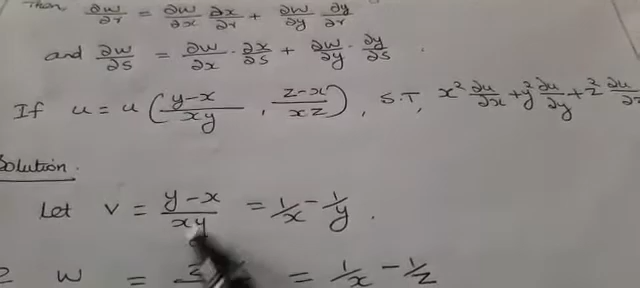 Then, ∂w/∂r = ∂w/∂x ∂x/∂r + ∂w/∂y ∂y/∂r
and ∂w/∂s = ∂w/∂x · ∂x/∂s + ∂w/∂y · ∂y/∂s .
If u = u ( y-x/xy , z-x/xz ) , S.T, x² ∂u/∂x + y² ∂u/∂y + z² ∂u
Solution.
Let v = y-x/xy = 1/x - 1/y .
w = = 1/x - 1/z